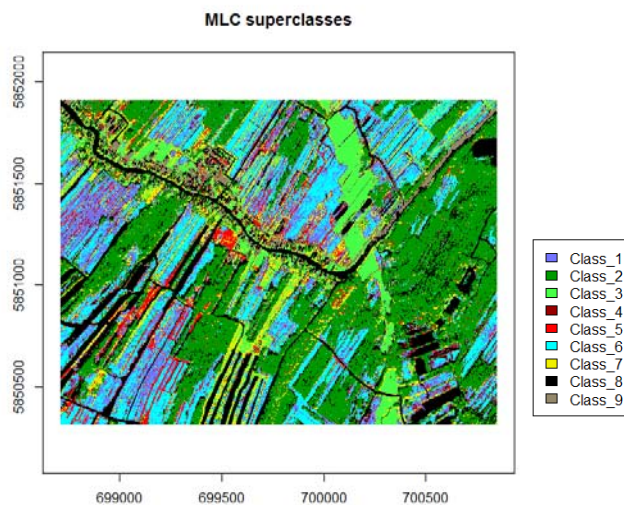 MLC superclasses
5852000
5851500
5851000
5850500
699000 699500 700000 700500
Class_1
Class_2
Class_3
Class_4
Class_5
Class_6
Class_7
Class_8
Class_9